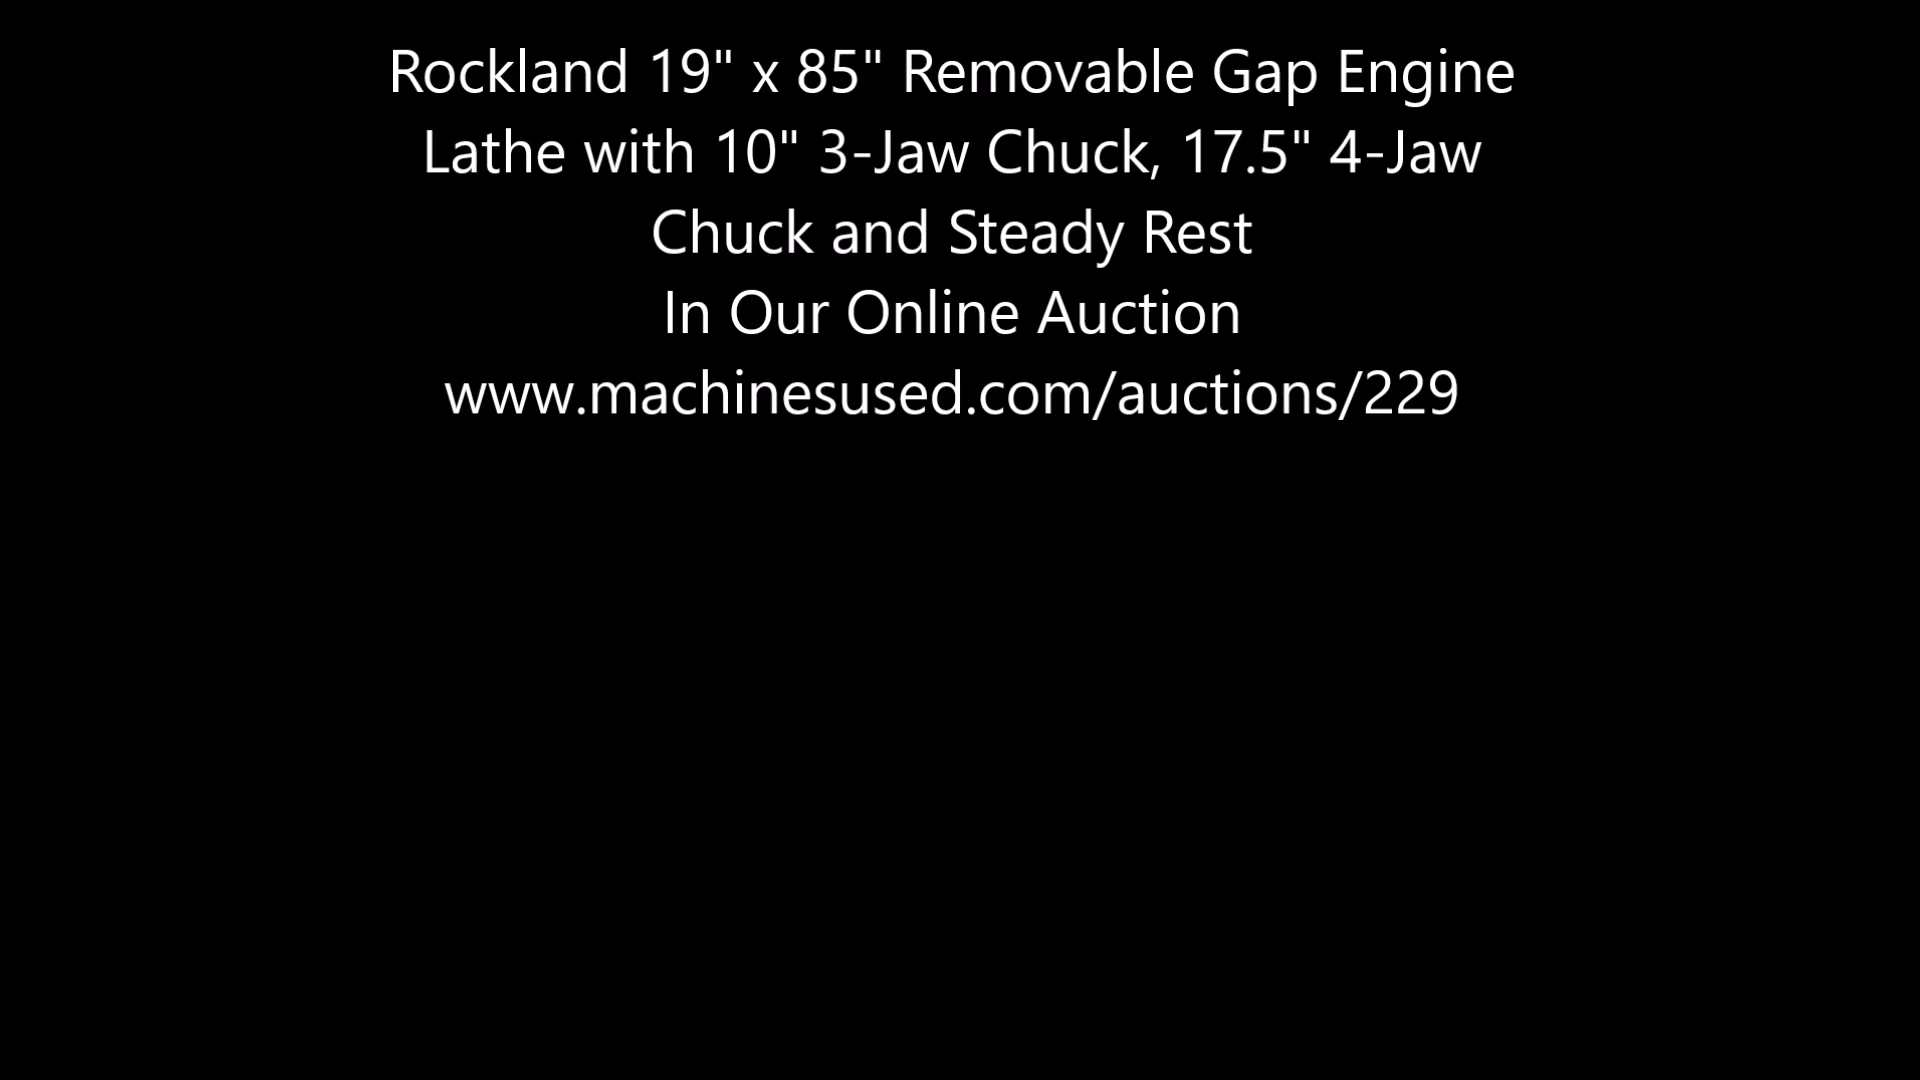 Rockland 19" x 85" Removable Gap Engine
Lathe with 10" 3-Jaw Chuck, 17.5" 4-Jaw
Chuck and Steady Rest
In Our Online Auction
www.machinesused.com/auctions/229